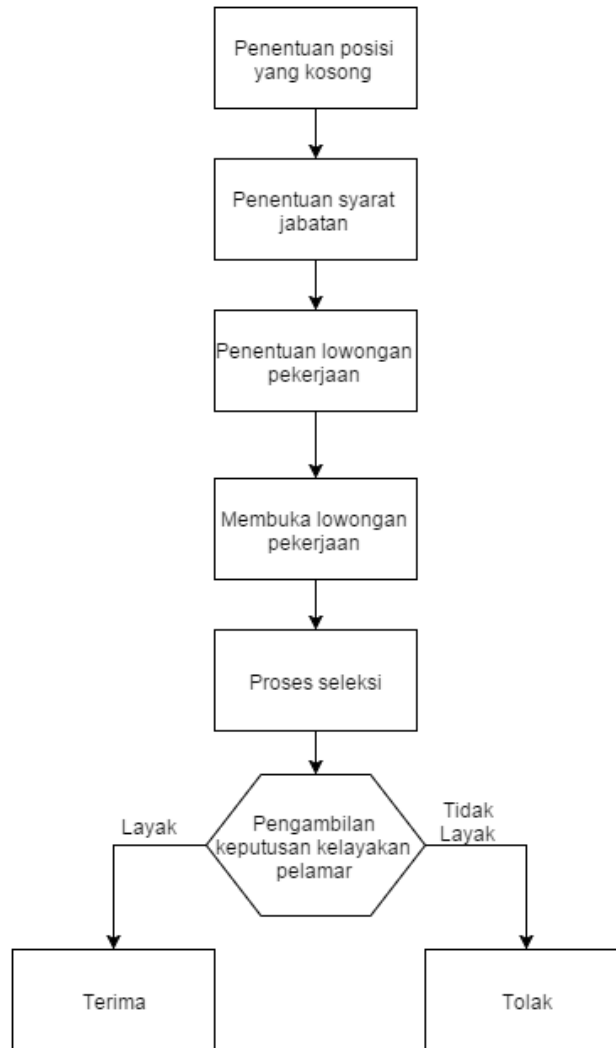 Penentuan posisi
yang kosong
Penentuan syarat
jabatan
Penentuan lowongan
pekerjaan
Membuka lowongan
pekerjaan
Proses seleksi
Pengambilan
keputusan kelayakan
pelamar
Layak
Tidak
Layak
Terima
Tolak